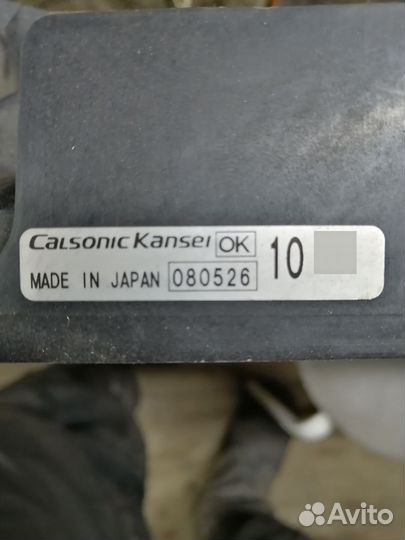 Calsonic Kansei OK 10
MADE IN JAPAN 080526
Avito